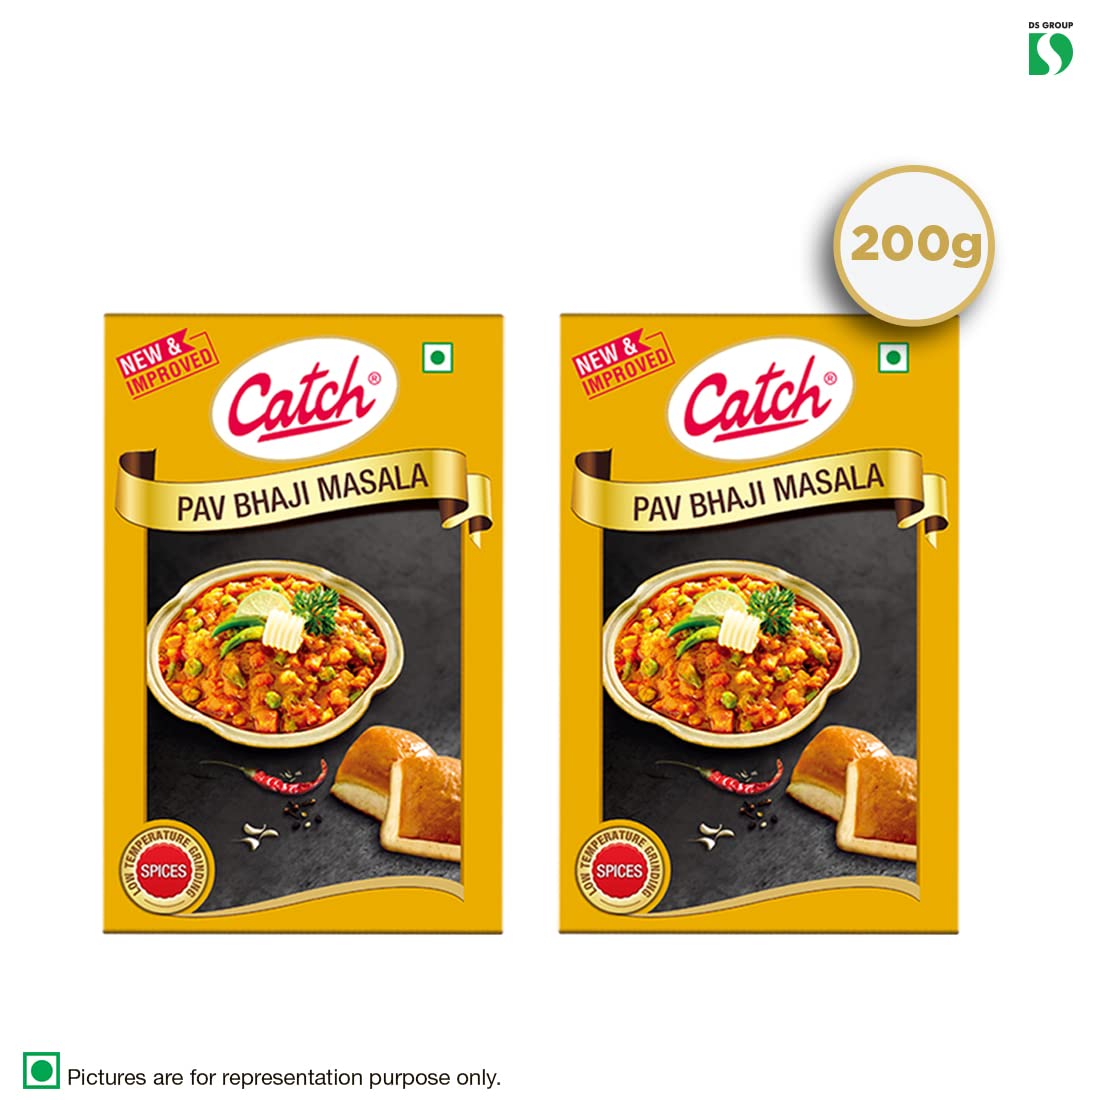 DS GROUP
200g
NEW &
IMPROVED
Catch®
PAV BHAJI MASALA
LOW TEMPERATURE GRINDING
SPICES
NEW &
IMPROVED
Catch®
PAV BHAJI MASALA
LOW TEMPERATURE GRINDING
SPICES
Pictures are for representation purpose only.